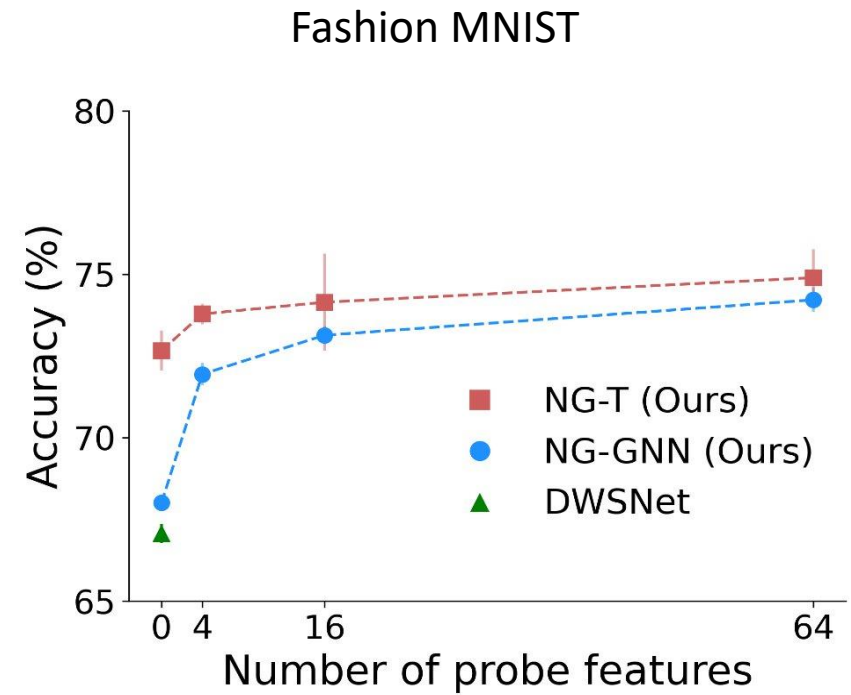 Fashion MNIST
80
75
70
65
Accuracy (%)
NG-T (Ours)
NG-GNN (Ours)
DWSNet
0 4 16 64
Number of probe features